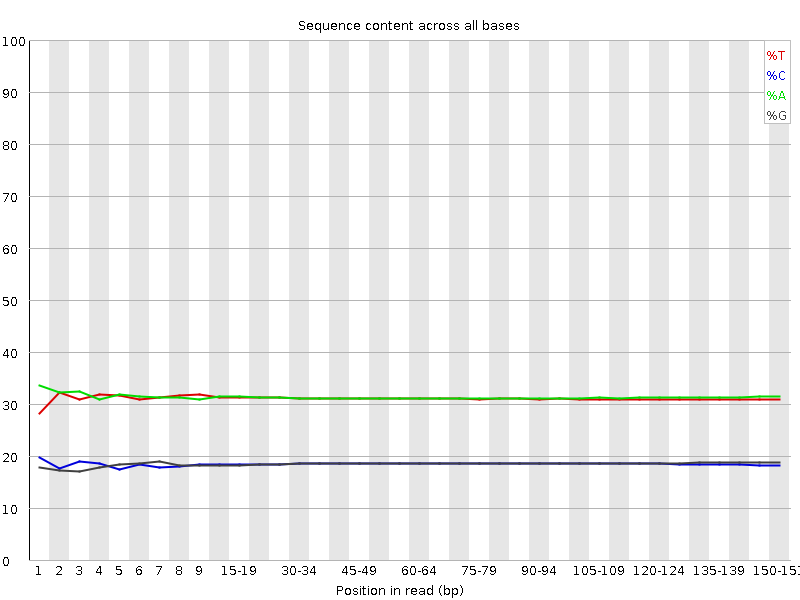 Sequence content across all bases
100
90
80
70
60
50
40
30
20
10
0
%T
%C
%A
%G
1 2 3 4 5 6 7 8 9 15-19 30-34 45-49 60-64 75-79 90-94 105-109 120-124 135-139 150-151
Position in read (bp)